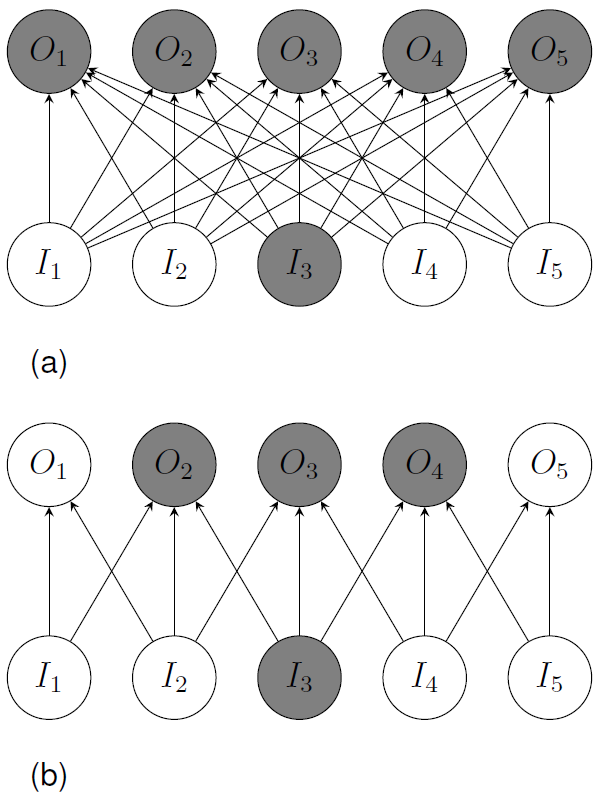 O₁ O₂ O₃ O₄ O₅
I₁ I₂ I₃ I₄ I₅
(a)
O₁ O₂ O₃ O₄ O₅
I₁ I₂ I₃ I₄ I₅
(b)